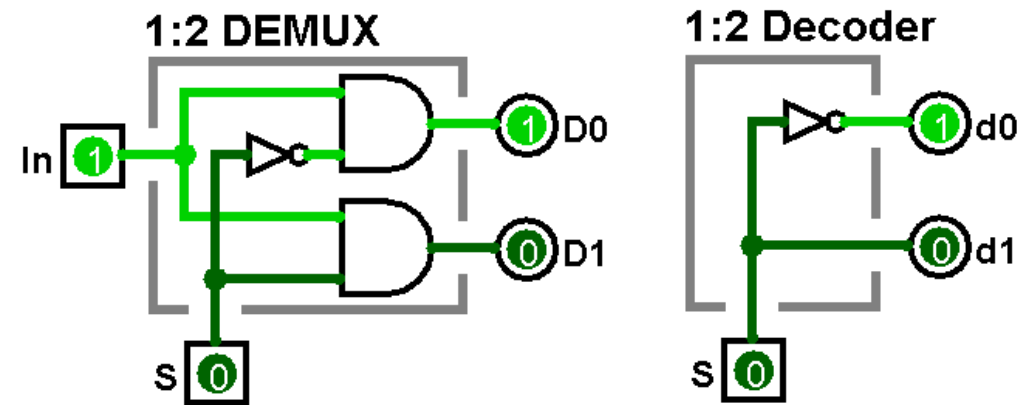 1:2 DEMUX
In 1
1 D0
0 D1
S 0
1:2 Decoder
1 d0
0 d1
S 0